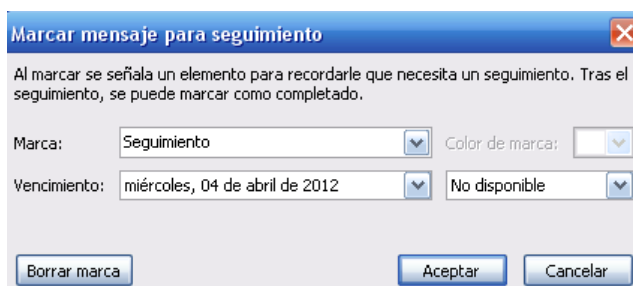 Marcar mensaje para seguimiento
Al marcar se señala un elemento para recordarle que necesita un seguimiento. Tras el
seguimiento, se puede marcar como completado.
Marca: Seguimiento Color de marca:
Vencimiento: miércoles, 04 de abril de 2012 No disponible
Borrar marca Aceptar Cancelar